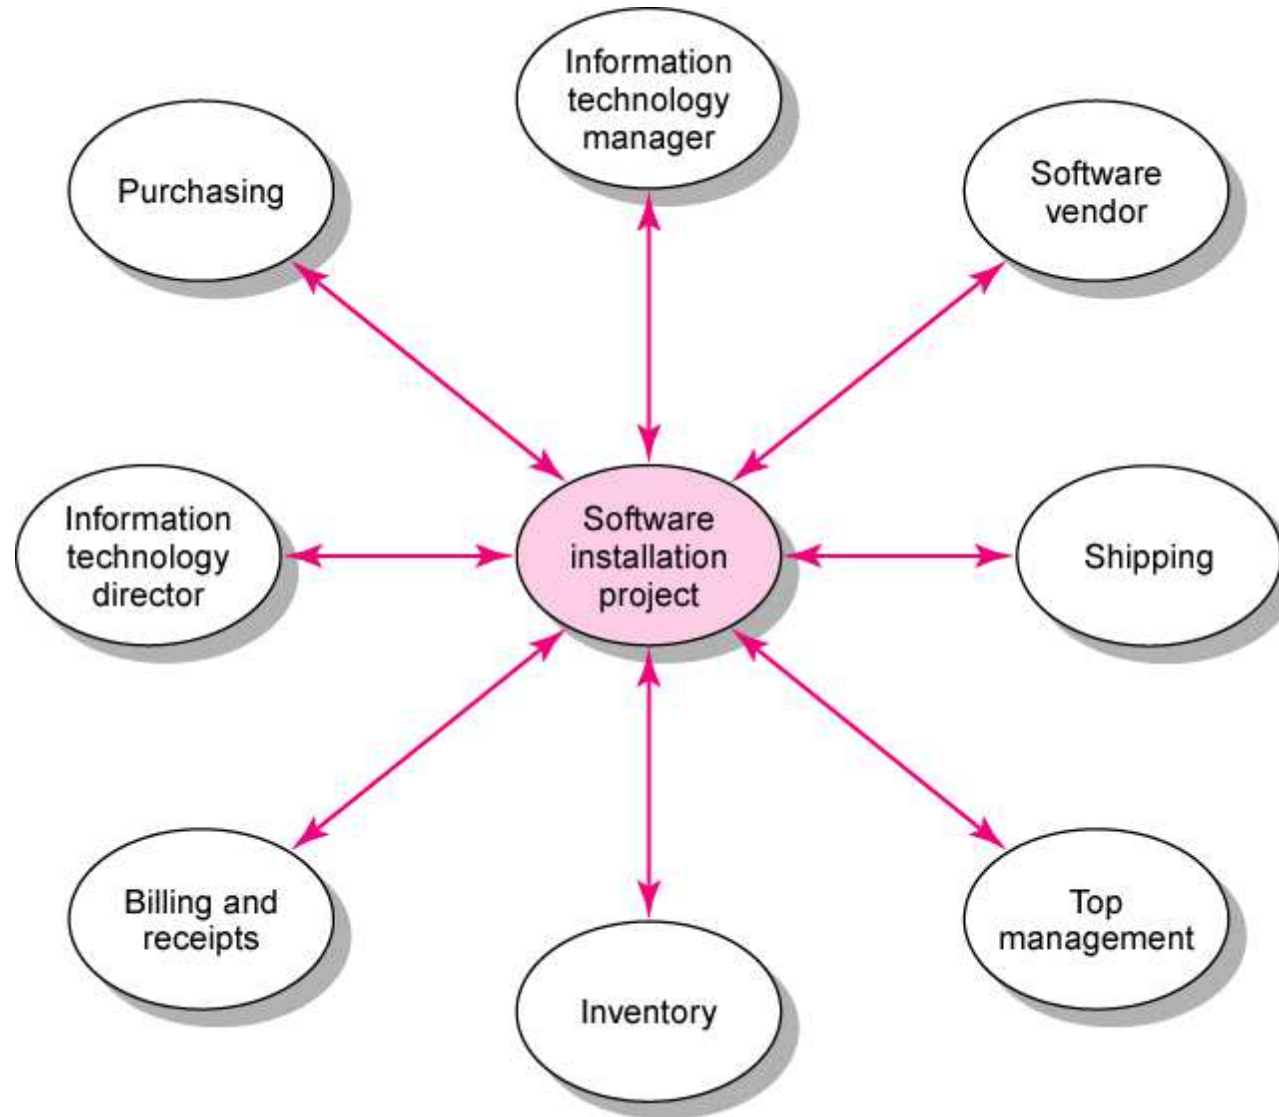 Information
technology
manager
Purchasing
Software
vendor
Information
technology
director
Software
installation
project
Shipping
Billing and
receipts
Top
management
Inventory